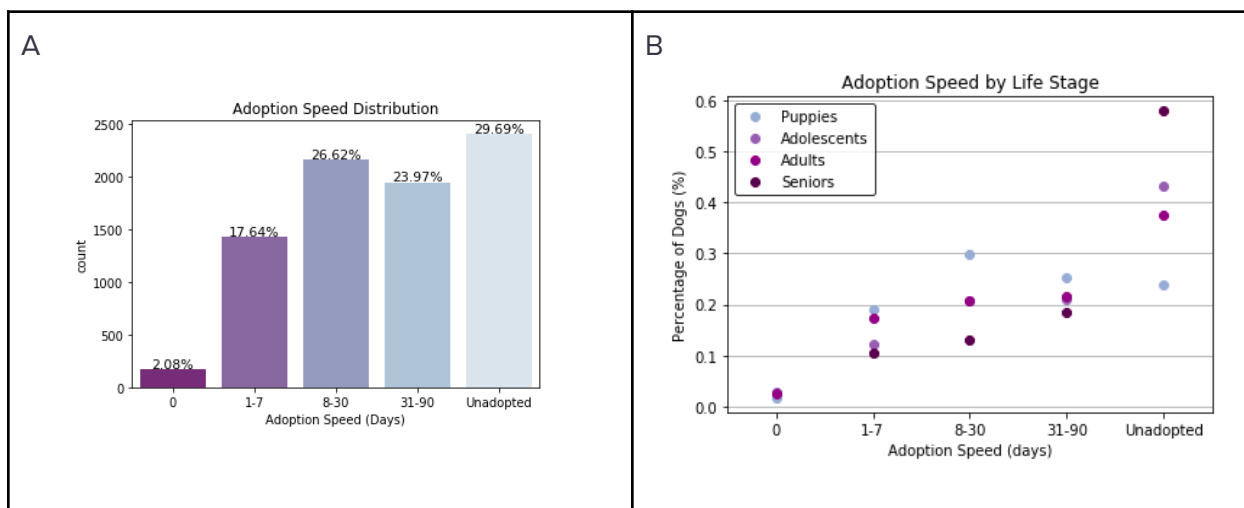 A
Adoption Speed Distribution
2500
2000
1500
1000
500
0
count
2.08%
17.64%
26.62%
23.97%
29.69%
0 1-7 8-30 31-90 Unadopted
Adoption Speed (Days)
B
Adoption Speed by Life Stage
0.6
0.5
0.4
0.3
0.2
0.1
0.0
Percentage of Dogs (%)
Puppies
Adolescents
Adults
Seniors
0 1-7 8-30 31-90 Unadopted
Adoption Speed (days)